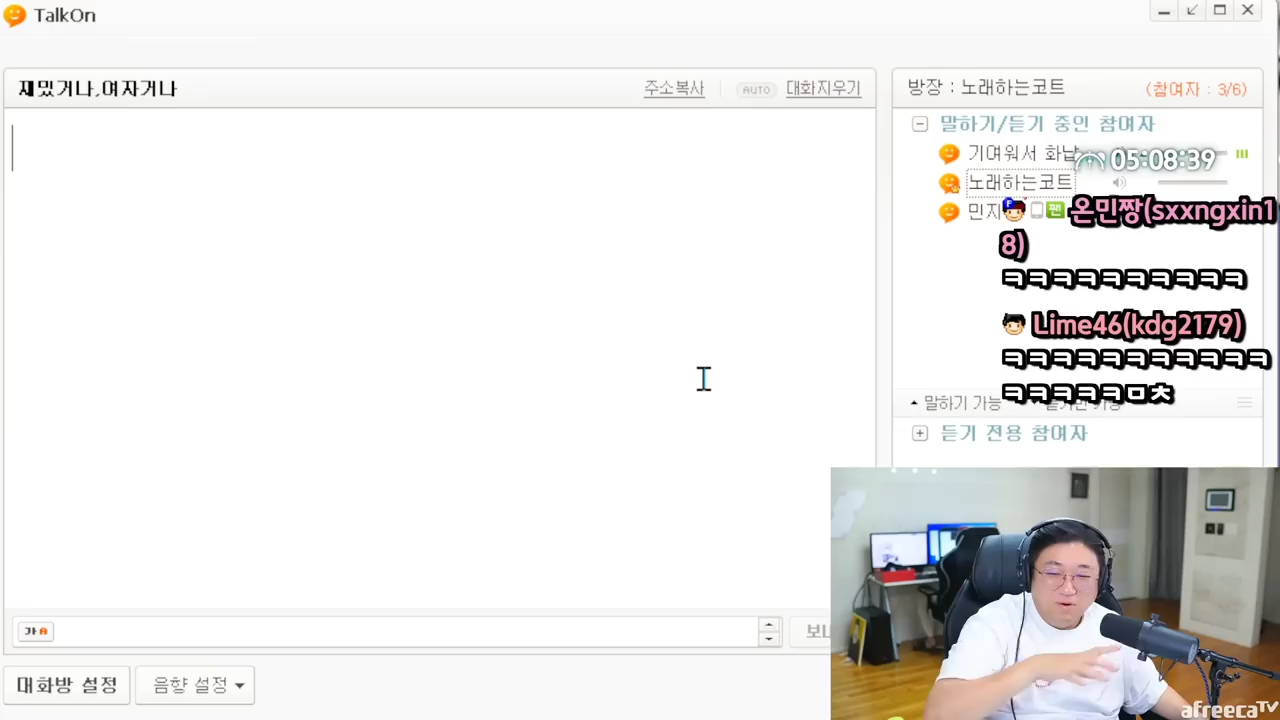 TalkOn
재밌거나,여자거나
주소복사
AUTO
대화지우기
방장 : 노래하는코트
(참여자 : 3/6)
말하기/듣기 중인 참여자
기여워서 화납
05:08:39
노래하는코트
민지
팬 온민짱(sxxngxin1
8)
ㅋㅋㅋㅋㅋㅋㅋㅋㅋㅋ
Lime46(kdg2179)
ㅋㅋㅋㅋㅋㅋㅋㅋㅋㅋㅋ
ㅋㅋㅋㅋㅋㅁㅊ
말하기 가능
듣기 전용 참여자
가
대화방 설정
음향 설정
afreecaTV